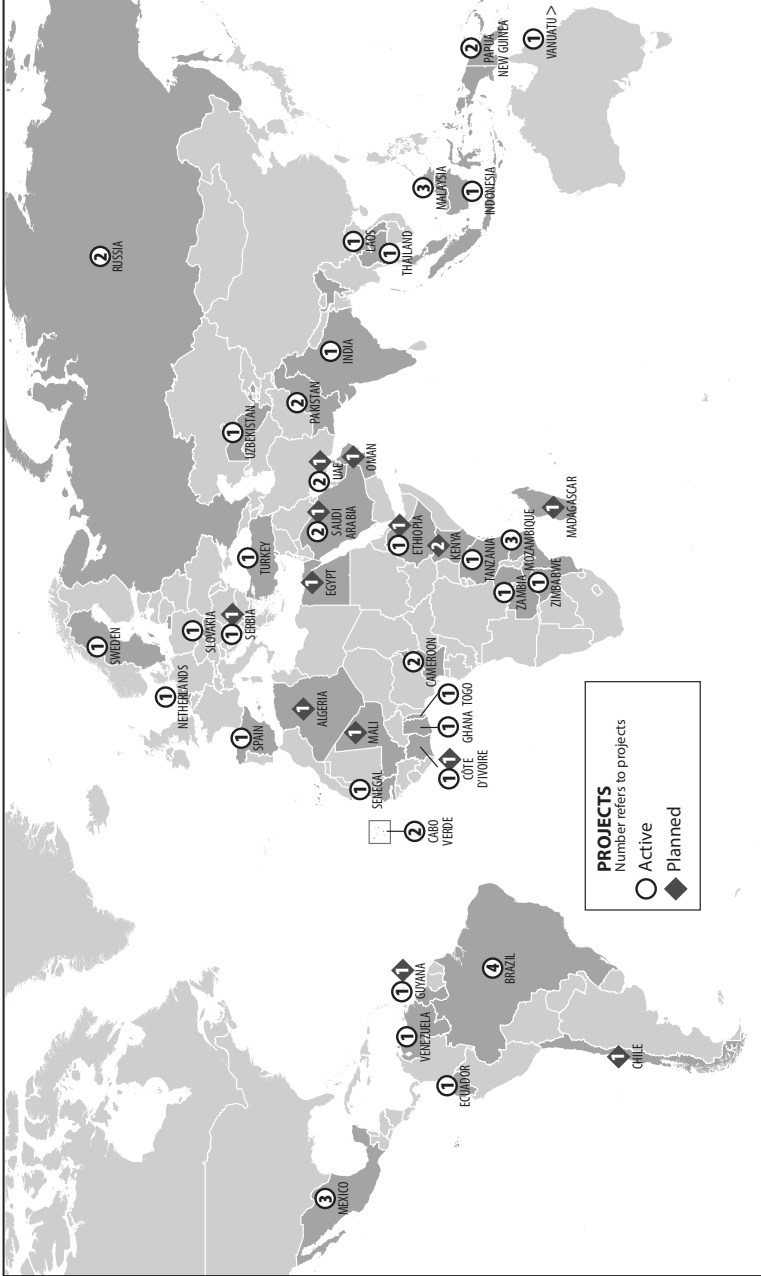 2
RUSSIA
1
SWEDEN
NETHERLANDS
1
1
SLOVAKIA
1 1
SERBIA
1
SPAIN
1
TURKEY
1
UZBEKISTAN
2
PAKISTAN
1
INDIA
1
LAOS
1
THAILAND
3
MALAYSIA
1
INDONESIA
2
PAPUA
NEW GUINEA
1
VANUATU >
2 1
UAE
1
OMAN
2 1
SAUDI
ARABIA
1
EGYPT
1
ALGERIA
1
MALI
1
SENEGAL
2
CABO
VERDE
1 1
CÔTE
D'IVOIRE
1
GHANA
1
TOGO
2
CAMEROON
1 1
ETHIOPIA
2
KENYA
1
TANZANIA
3
MOZAMBIQUE
1
ZAMBIA
1
ZIMBABWE
1
MADAGASCAR
3
MEXICO
1
VENEZUELA
1 1
GUYANA
1
ECUADOR
4
BRAZIL
1
CHILE
PROJECTS
Number refers to projects
Active
Planned